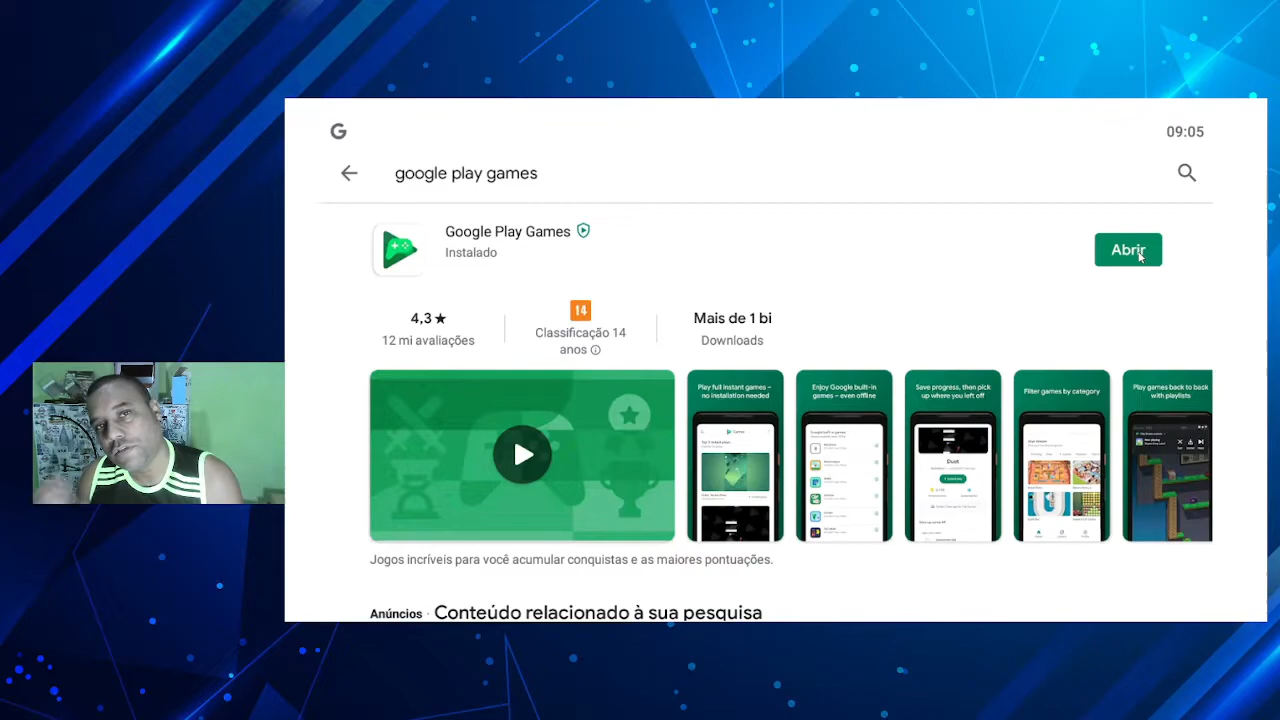 G
09:05
google play games
Google Play Games
Instalado
Abrir
4,3 ★
12 mi avaliações
14
Classificação 14
anos
Mais de 1 bi
Downloads
Play full instant games –
no installation needed
Enjoy Google built-in
games – even offline
Save progress, then pick
up where you left off
Filter games by category
Play games back to back
with playlists
Jogos incríveis para você acumular conquistas e as maiores pontuações.
Anúncios · Conteúdo relacionado à sua pesquisa